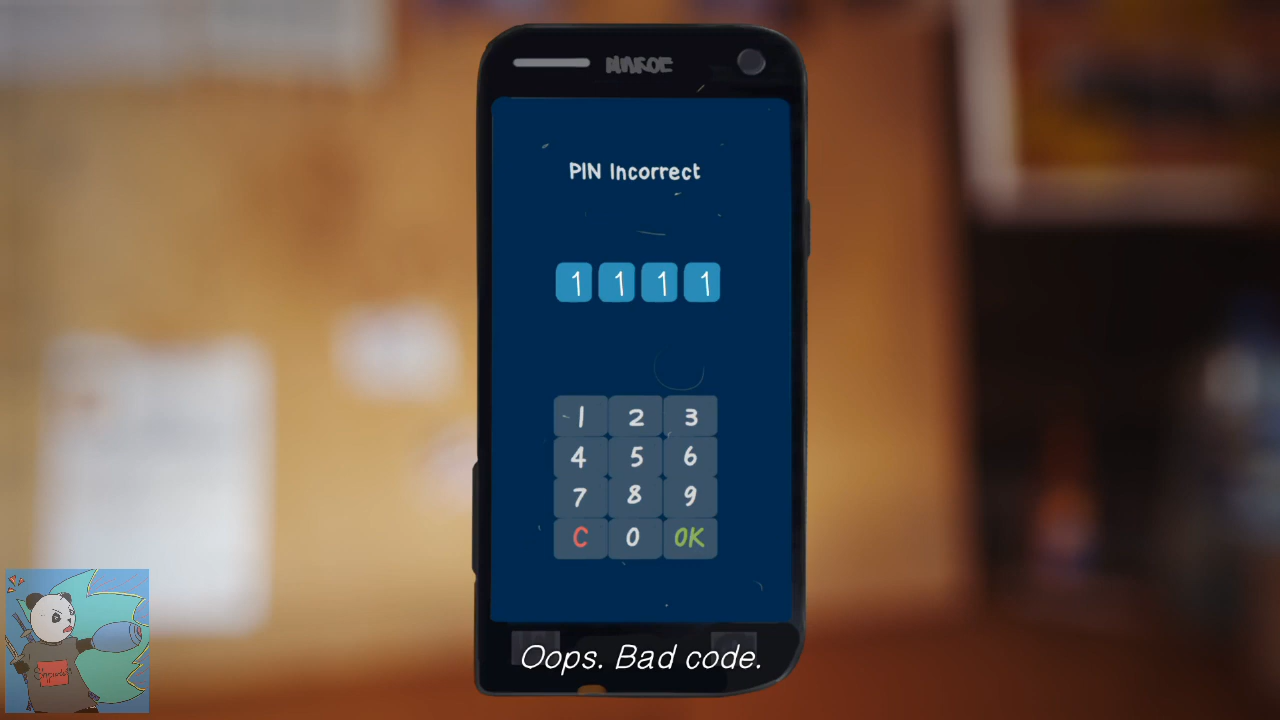 PIN Incorrect
1 1 1 1
1 2 3
4 5 6
7 8 9
C 0 OK
Oops. Bad code.